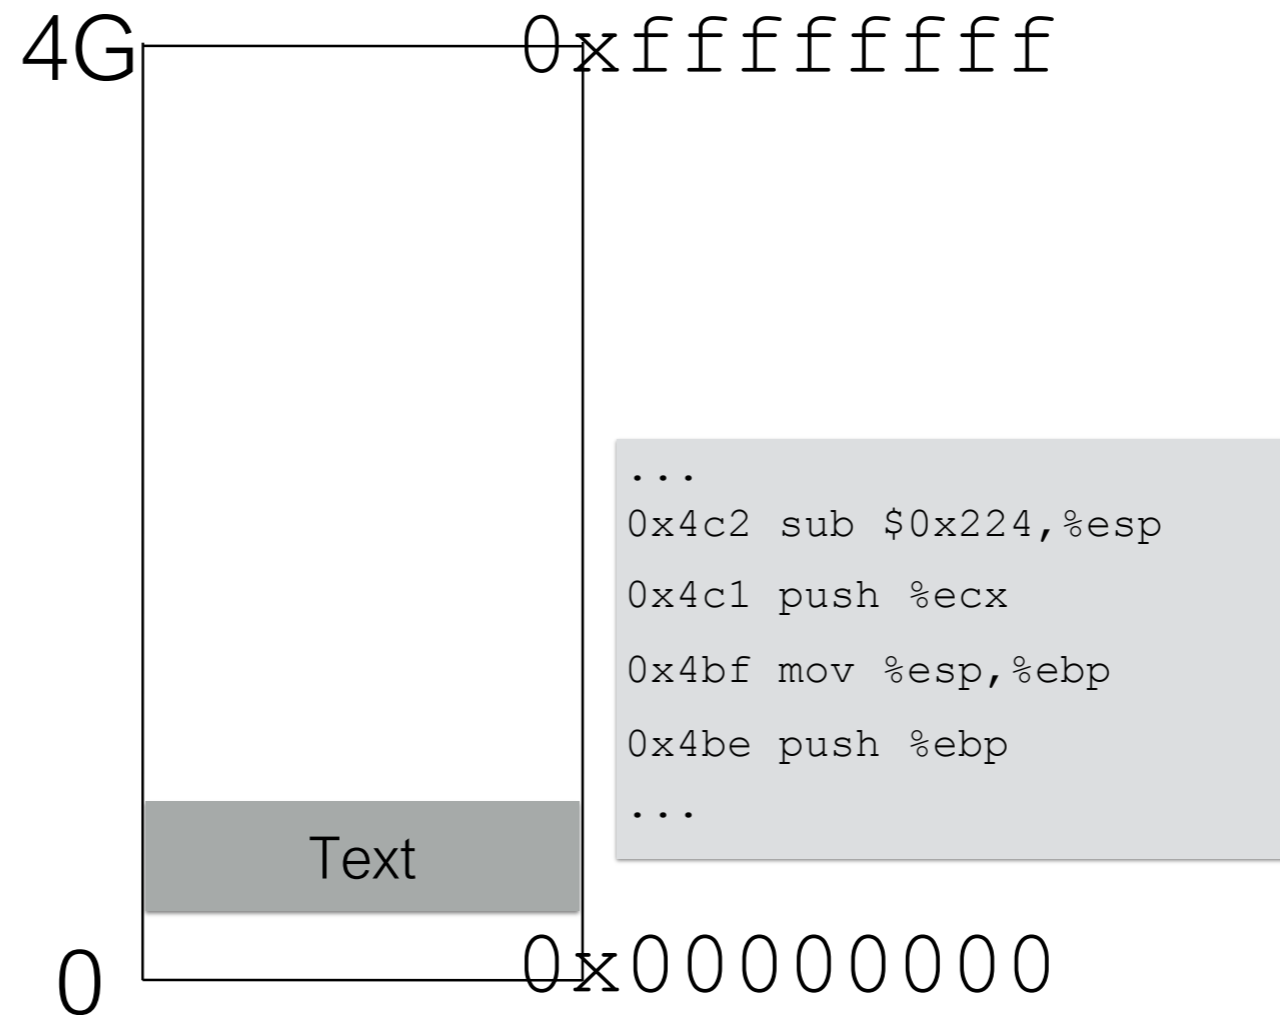 4G 0xffffffff
...
0x4c2 sub $0x224,%esp
0x4c1 push %ecx
0x4bf mov %esp,%ebp
0x4be push %ebp
...
Text
0 0x00000000